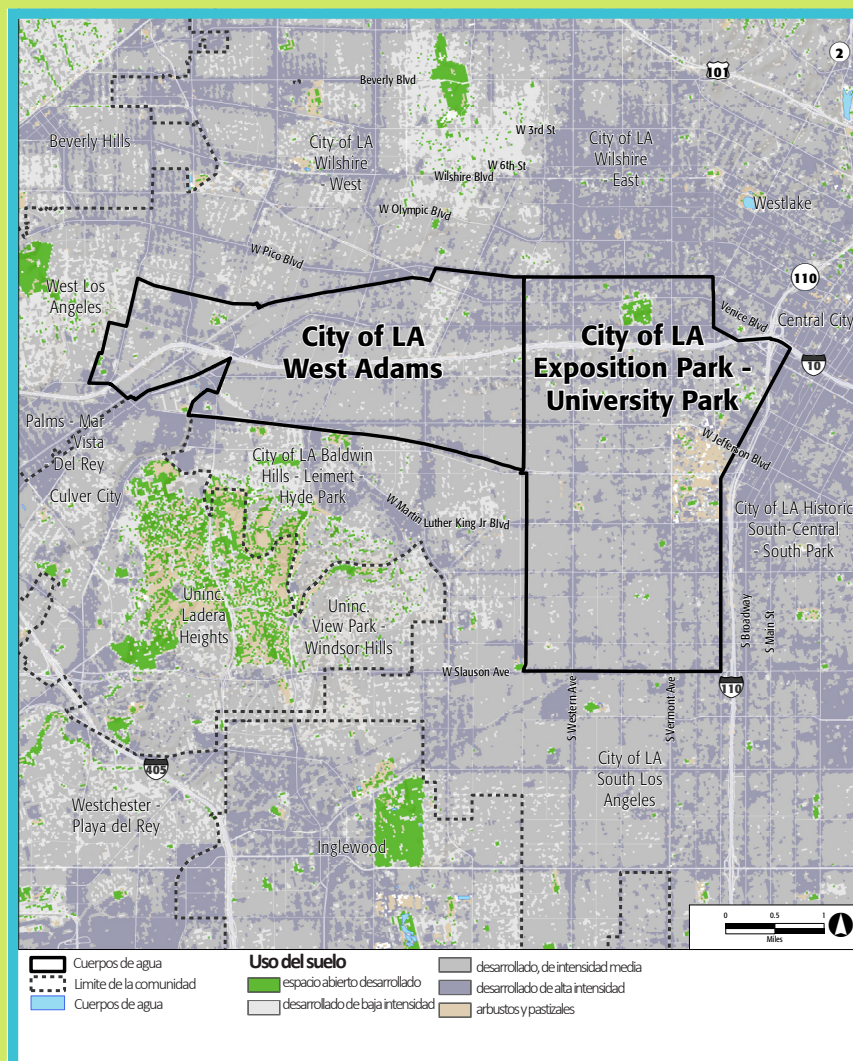 2
101
Beverly Blvd
Beverly Hills
City of LA
Wilshire
- West
W 3rd St
City of LA
Wilshire
- East
W 6th St
Wilshire Blvd
Westlake
W Olympic Blvd
W Pico Blvd
West Los
Angeles
110
Venice Blvd
Central City
City of LA
West Adams
City of LA
Exposition Park -
University Park
10
Palms - Mar
Vista
Del Rey
Culver City
City of LA Baldwin
Hills - Leimert -
Hyde Park
W Jefferson Blvd
W Martin Luther King Jr Blvd
City of LA Historic
South-Central
- South Park
Uninc.
Ladera
Heights
Uninc.
View Park -
Windsor Hills
S Broadway
S Main St
W Slauson Ave
S Western Ave
S Vermont Ave
110
405
City of LA
South Los
Angeles
Westchester -
Playa del Rey
Inglewood
0 0.5 1
Miles
Cuerpos de agua
Limite de la comunidad
Cuerpos de agua
Uso del suelo
espacio abierto desarrollado
desarrollado de baja intensidad
desarrollado, de intensidad media
desarrollado de alta intensidad
arbustos y pastizales